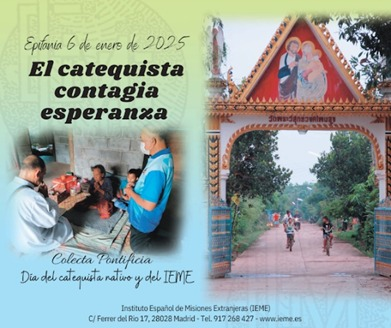 Epifanía 6 de enero de 2025
El catequista
contagia
esperanza
Colecta Pontificia
Día del catequista nativo y del IEME
Instituto Español de Misiones Extranjeras (IEME)
C/ Ferrer del Río 17, 28028 Madrid - Tel. 917 268 427 - www.ieme.es